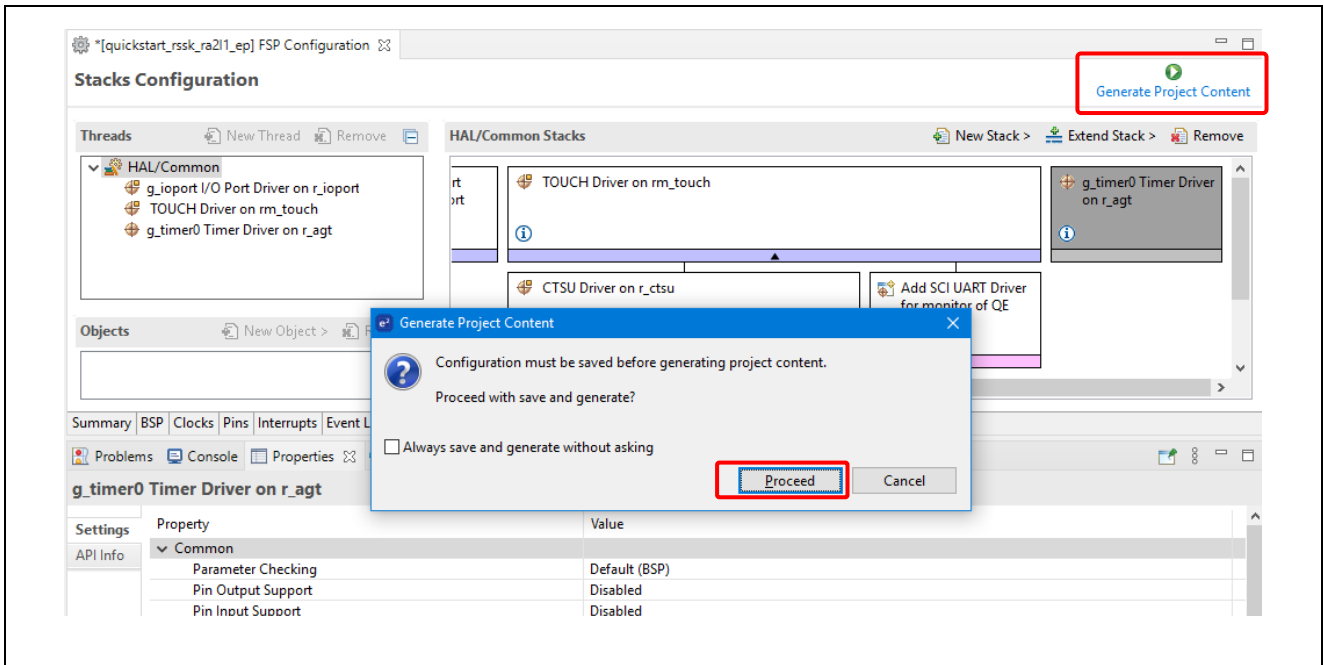 *[quickstart_rssk_ra2l1_ep] FSP Configuration
Stacks Configuration
Generate Project Content
Threads
New Thread
Remove
HAL/Common
g_ioport I/O Port Driver on r_ioport
TOUCH Driver on rm_touch
g_timer0 Timer Driver on r_agt
HAL/Common Stacks
New Stack >
Extend Stack >
Remove
rt
ort
TOUCH Driver on rm_touch
g_timer0 Timer Driver
on r_agt
CTSU Driver on r_ctsu
Add SCI UART Driver
for monitor of QE
Objects
New Object >
Generate Project Content
Configuration must be saved before generating project content.
Proceed with save and generate?
Always save and generate without asking
Proceed
Cancel
Summary
BSP
Clocks
Pins
Interrupts
Event L
Problems
Console
Properties
g_timer0 Timer Driver on r_agt
Settings
API Info
Property
Value
Common
Parameter Checking
Default (BSP)
Pin Output Support
Disabled
Pin Input Support
Disabled